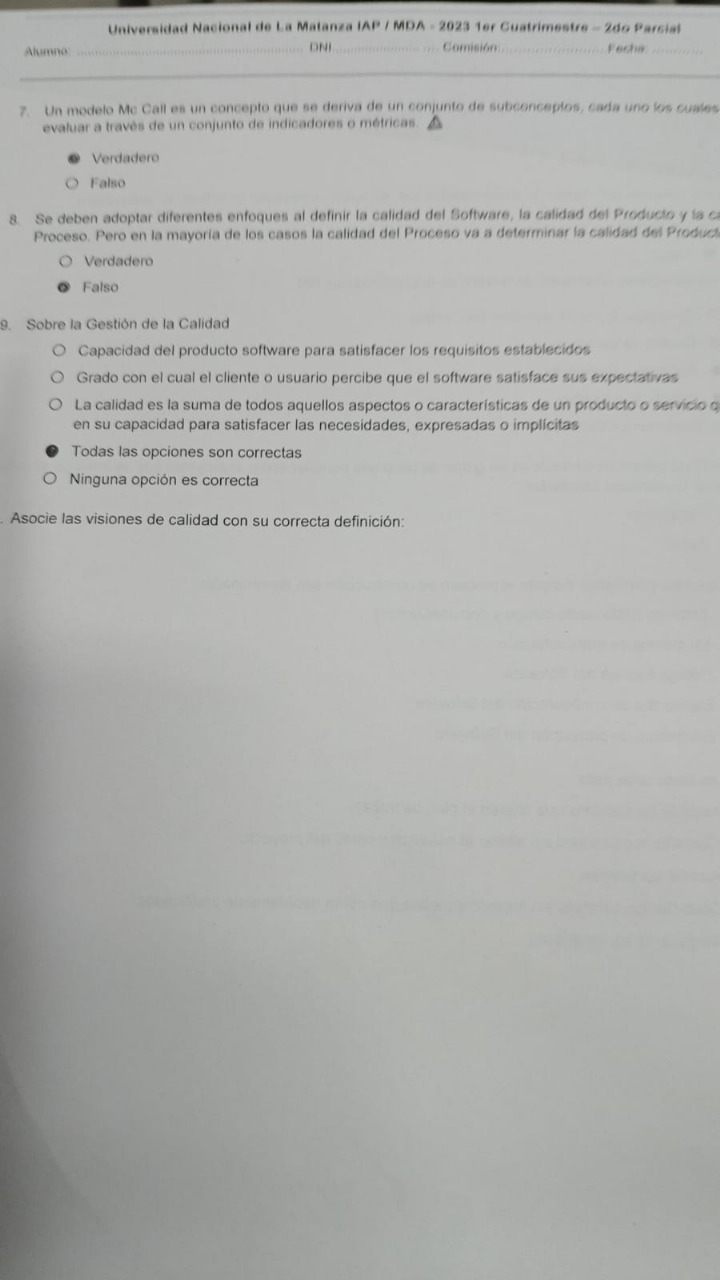 Universidad Nacional de La Matanza IAP / MDA - 2023 1er Cuatrimestre – 2do Parcial
Alumno: DNI Comisión: Fecha:
7. Un modelo Mc Call es un concepto que se deriva de un conjunto de subconceptos, cada uno los cuales
evaluar a través de un conjunto de indicadores o métricas.
Verdadero
Falso
8. Se deben adoptar diferentes enfoques al definir la calidad del Software, la calidad del Producto y la
Proceso. Pero en la mayoría de los casos la calidad del Proceso va a determinar la calidad del Product
Verdadero
Falso
9. Sobre la Gestión de la Calidad
Capacidad del producto software para satisfacer los requisitos establecidos
Grado con el cual el cliente o usuario percibe que el software satisface sus expectativas
La calidad es la suma de todos aquellos aspectos o características de un producto o servicio
en su capacidad para satisfacer las necesidades, expresadas o implícitas
Todas las opciones son correctas
Ninguna opción es correcta
. Asocie las visiones de calidad con su correcta definición: